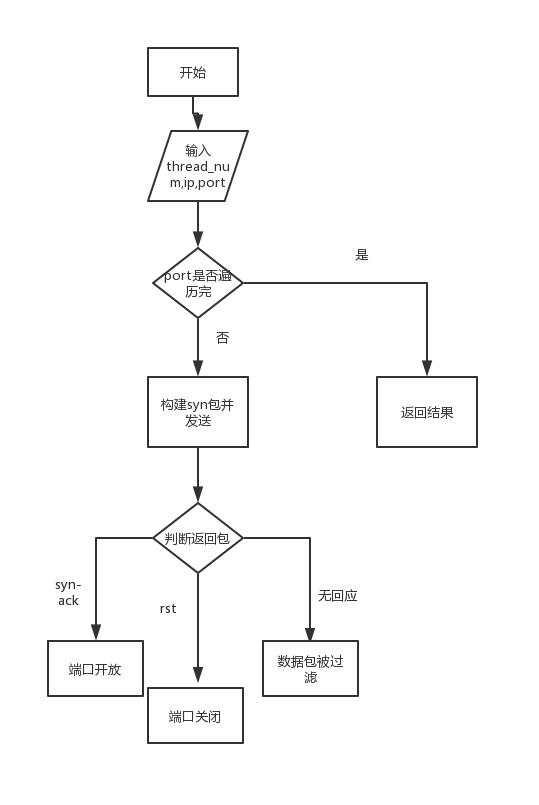 开始
输入
thread_nu
m,ip,port
port是否遍
历完
是
否
构建syn包并
发送
返回结果
判断返回包
syn-
ack
rst
无回应
端口开放
数据包被过
滤
端口关闭